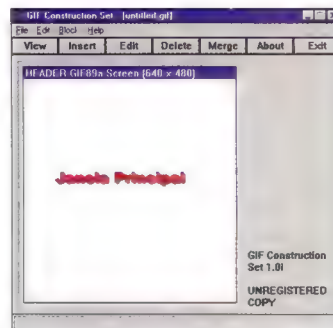 GIF Construction Set [untitled.gif]
File Edit Block Help
View Insert Edit Delete Merge About Exit
HEADER GIF89a Screen [640 x 480]
Janela Principal
GIF Construction
Set 1.0i
UNREGISTERED
COPY